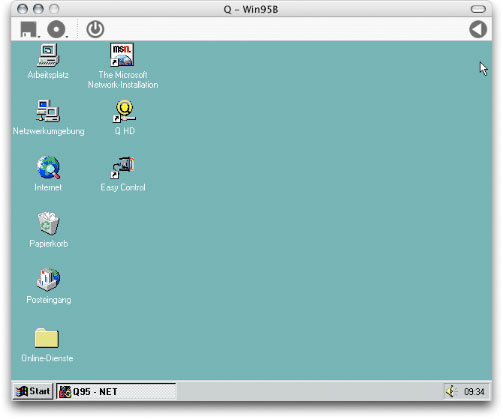 Q - Win95B
Arbeitsplatz
msn.
The Microsoft
Network-Installation
Netzwerkumgebung
Q HD
Internet
Easy Control
Papierkorb
Posteingang
Online-Dienste
Start
Q95 - NET
09:34